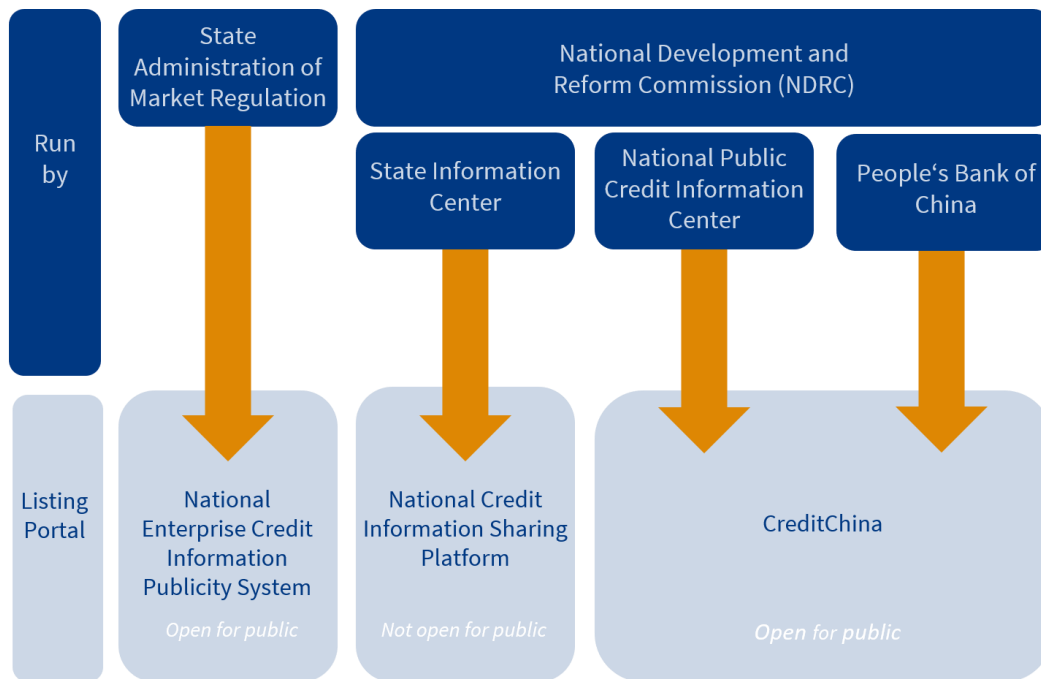 Run
by
State
Administration of
Market Regulation
National Development and
Reform Commission (NDRC)
State Information
Center
National Public
Credit Information
Center
People‘s Bank of
China
Listing
Portal
National
Enterprise Credit
Information
Publicity System
Open for public
National Credit
Information Sharing
Platform
Not open for public
CreditChina
Open for public